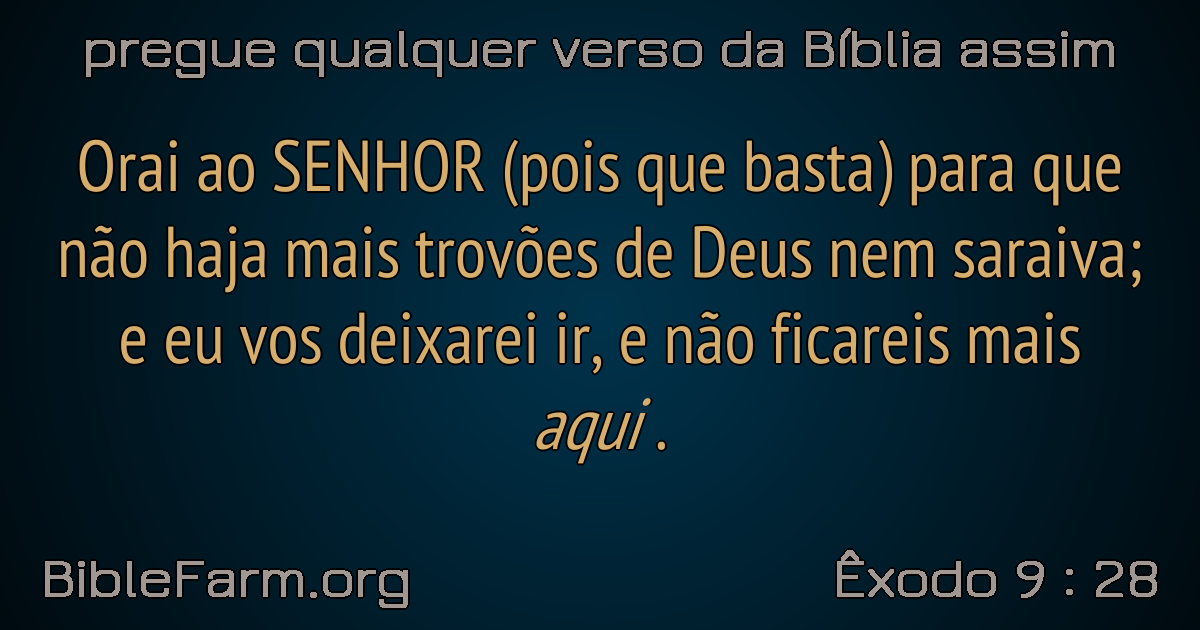 pregue qualquer verso da Bíblia assim
Orai ao SENHOR (pois que basta) para que
não haja mais trovões de Deus nem saraiva;
e eu vos deixarei ir, e não ficareis mais
aqui .
BibleFarm.org
Êxodo 9 : 28